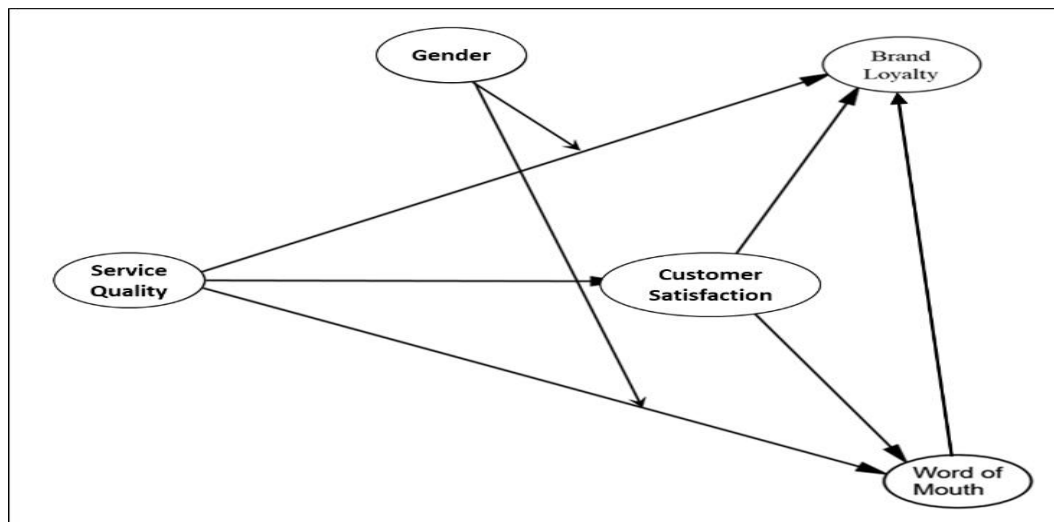 Gender
Brand
Loyalty
Service
Quality
Customer
Satisfaction
Word of
Mouth